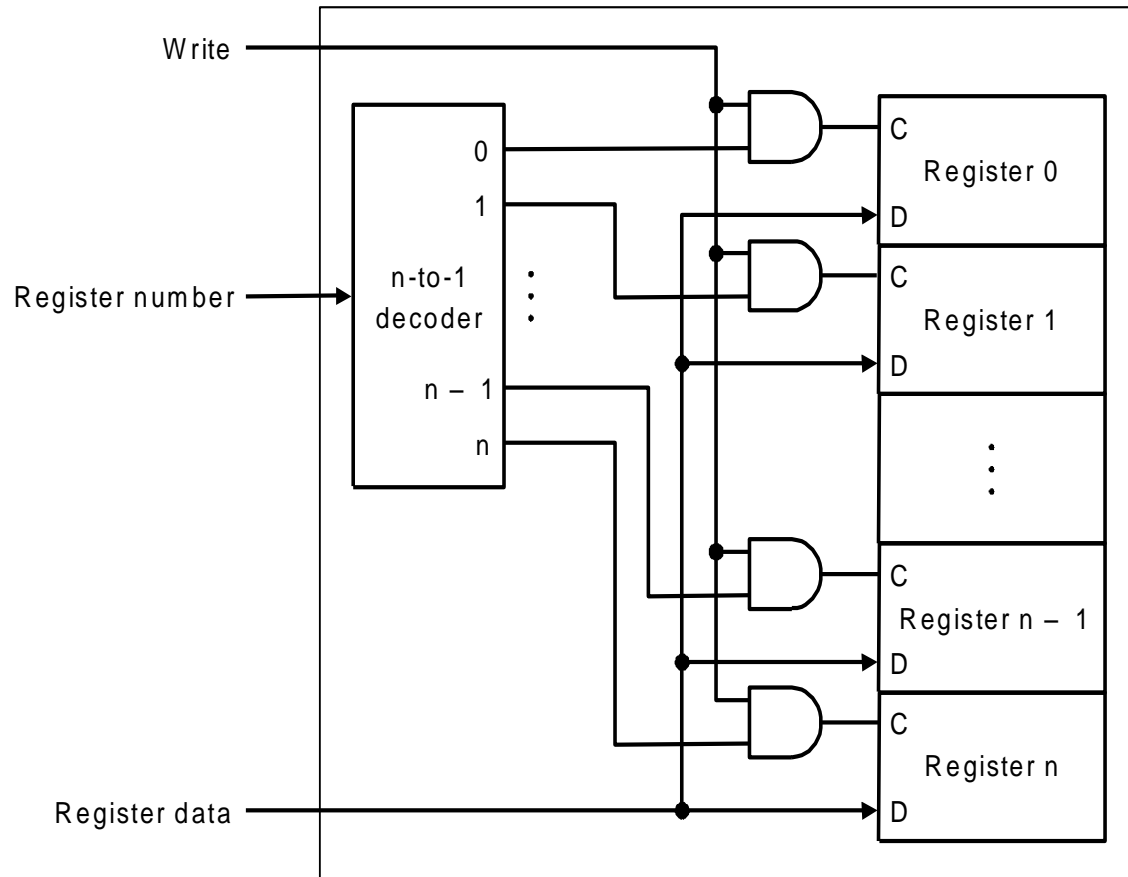 Write
C
0
Register 0
1
D
n-to-1
decoder
C
Register number
Register 1
D
n – 1
n
C
Register n – 1
D
C
Register n
Register data
D